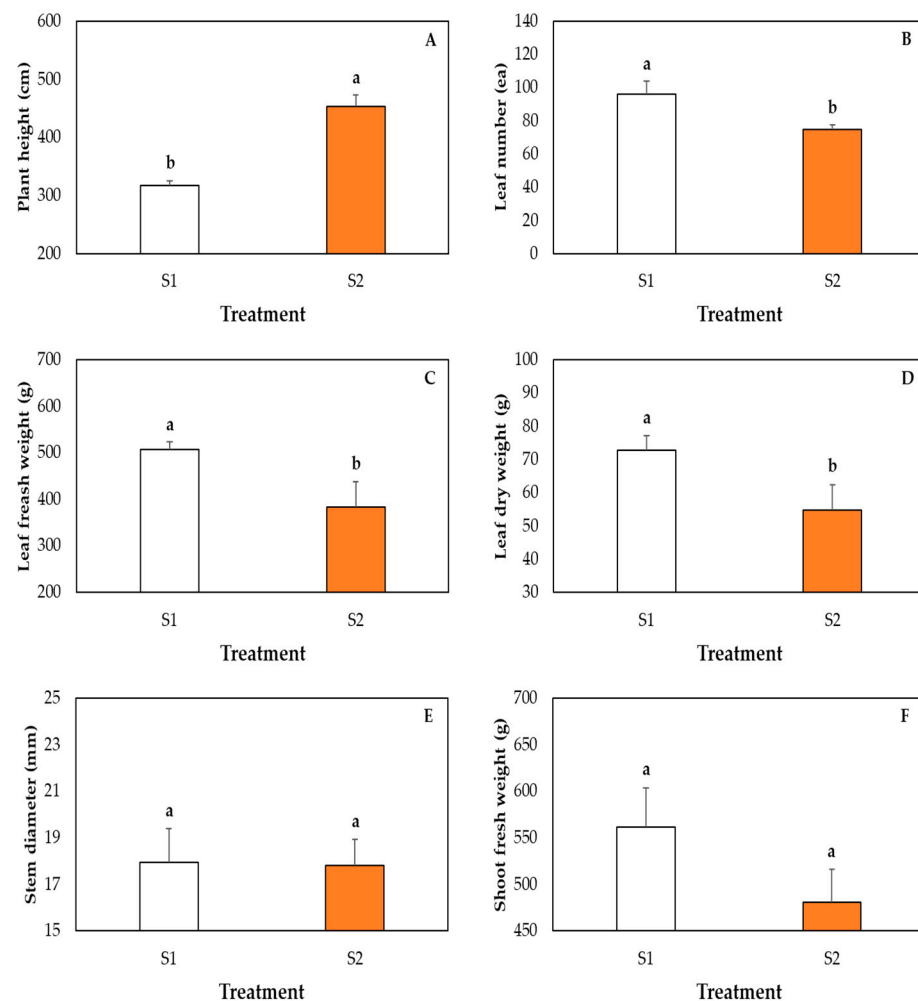 A
Plant height (cm)
600
500
400
300
200
b
a
S1 S2
Treatment
B
Leaf number (ea)
140
120
100
80
60
40
20
0
a
b
S1 S2
Treatment
C
Leaf freash weight (g)
700
600
500
400
300
200
a
b
S1 S2
Treatment
D
Leaf dry weight (g)
100
90
80
70
60
50
40
30
a
b
S1 S2
Treatment
E
Stem diameter (mm)
25
23
21
19
17
15
a
a
S1 S2
Treatment
F
Shoot fresh weight (g)
700
650
600
550
500
450
a
a
S1 S2
Treatment